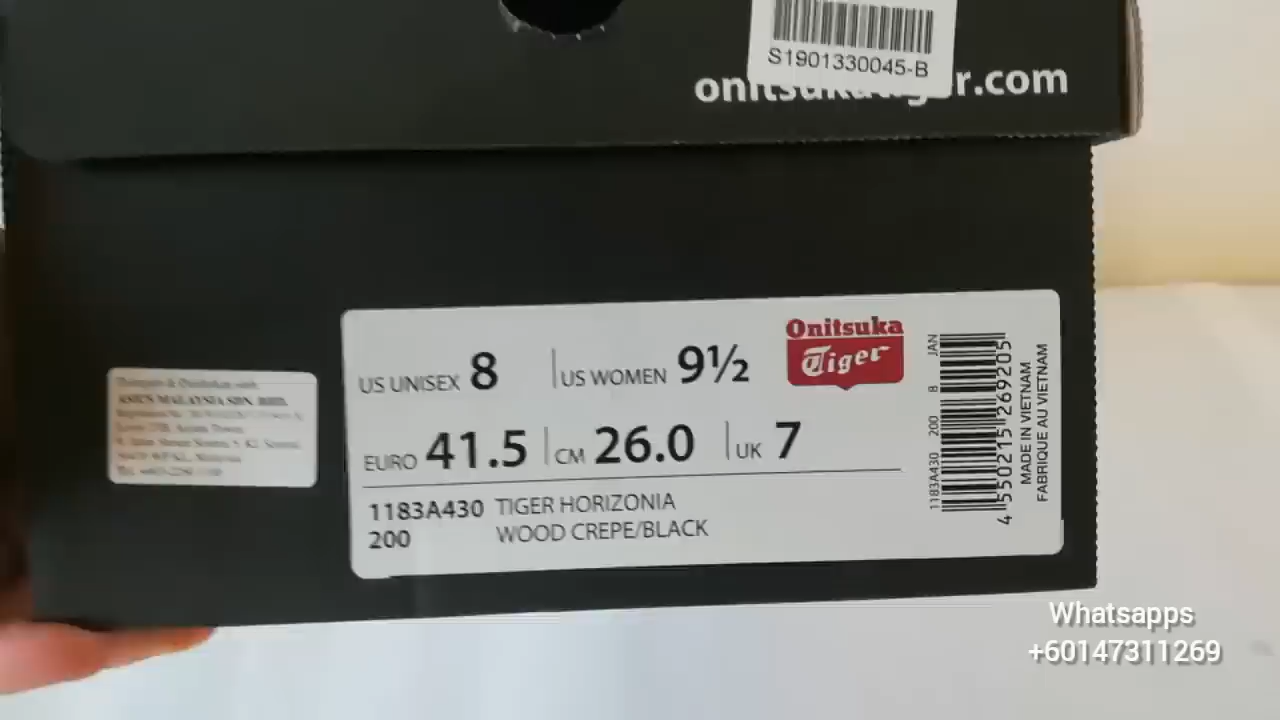 S1901330045-B
onitsukatiger.com
US UNISEX 8 US WOMEN 9½
Onitsuka
Tiger
EURO 41.5 CM 26.0 UK 7
1183A430 TIGER HORIZONIA
200 WOOD CREPE/BLACK
1183A430 200 8 JAN
4 550215 269205
MADE IN VIETNAM
FABRIQUE AU VIETNAM
ASICS MALAYSIA SDN. BHD.
Whatsapps
+60147311269